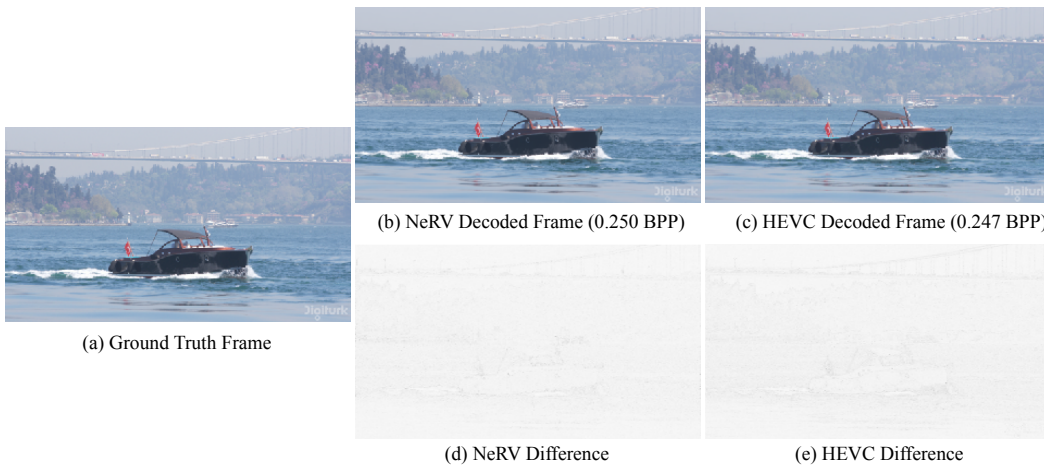 Digiturk
(a) Ground Truth Frame
Digiturk
(b) NeRV Decoded Frame (0.250 BPP)
Digiturk
(c) HEVC Decoded Frame (0.247 BPP)
(d) NeRV Difference
(e) HEVC Difference